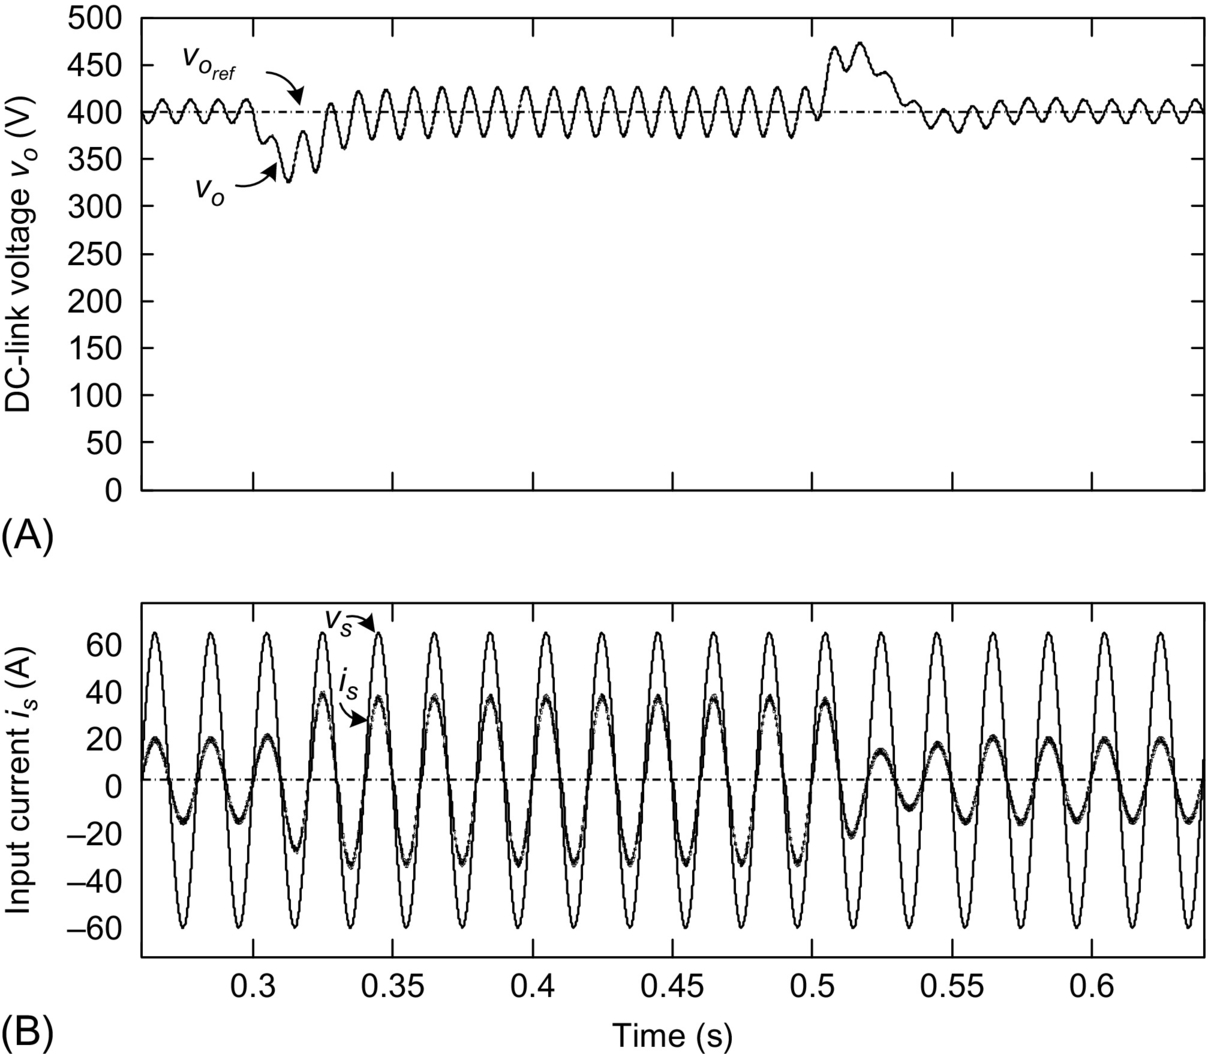 500
450
400
350
300
250
200
150
100
50
0
DC-link voltage vo (V)
voref
vo
(A)
60
40
20
0
–20
–40
–60
Input current is (A)
vs
is
0.3 0.35 0.4 0.45 0.5 0.55 0.6
Time (s)
(B)